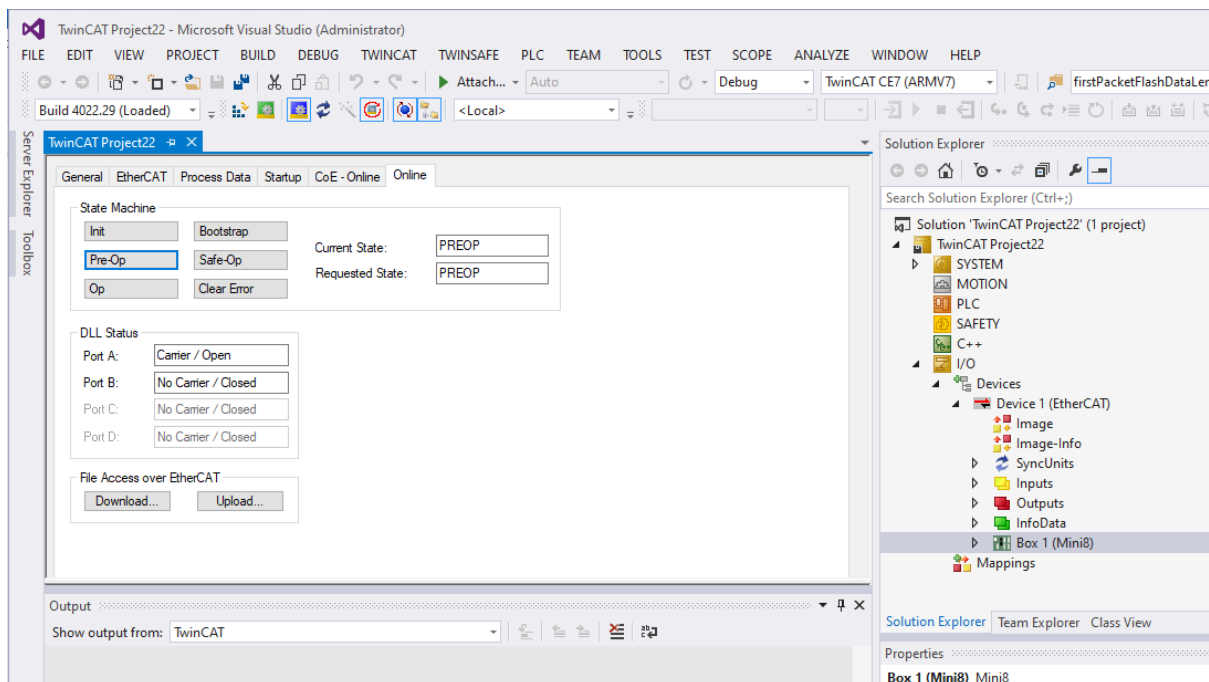 TwinCAT Project22 - Microsoft Visual Studio (Administrator)
FILE EDIT VIEW PROJECT BUILD DEBUG TWINCAT TWINSAFE PLC TEAM TOOLS TEST SCOPE ANALYZE WINDOW HELP
Attach... Auto Debug TwinCAT CE7 (ARMV7) firstPacketFlashDataLer
Build 4022.29 (Loaded) <Local>
Server Explorer
Toolbox
TwinCAT Project22
General EtherCAT Process Data Startup CoE - Online Online
State Machine
Init Bootstrap
Current State: PREOP
Pre-Op Safe-Op
Requested State: PREOP
Op Clear Error
DLL Status
Port A: Carrier / Open
Port B: No Carrier / Closed
Port C: No Carrier / Closed
Port D: No Carrier / Closed
File Access over EtherCAT
Download... Upload...
Output
Show output from: TwinCAT
Solution Explorer
Search Solution Explorer (Ctrl+;)
Solution 'TwinCAT Project22' (1 project)
TwinCAT Project22
SYSTEM
MOTION
PLC
SAFETY
C++
I/O
Devices
Device 1 (EtherCAT)
Image
Image-Info
SyncUnits
Inputs
Outputs
InfoData
Box 1 (Mini8)
Mappings
Solution Explorer Team Explorer Class View
Properties
Box 1 (Mini8) Mini8